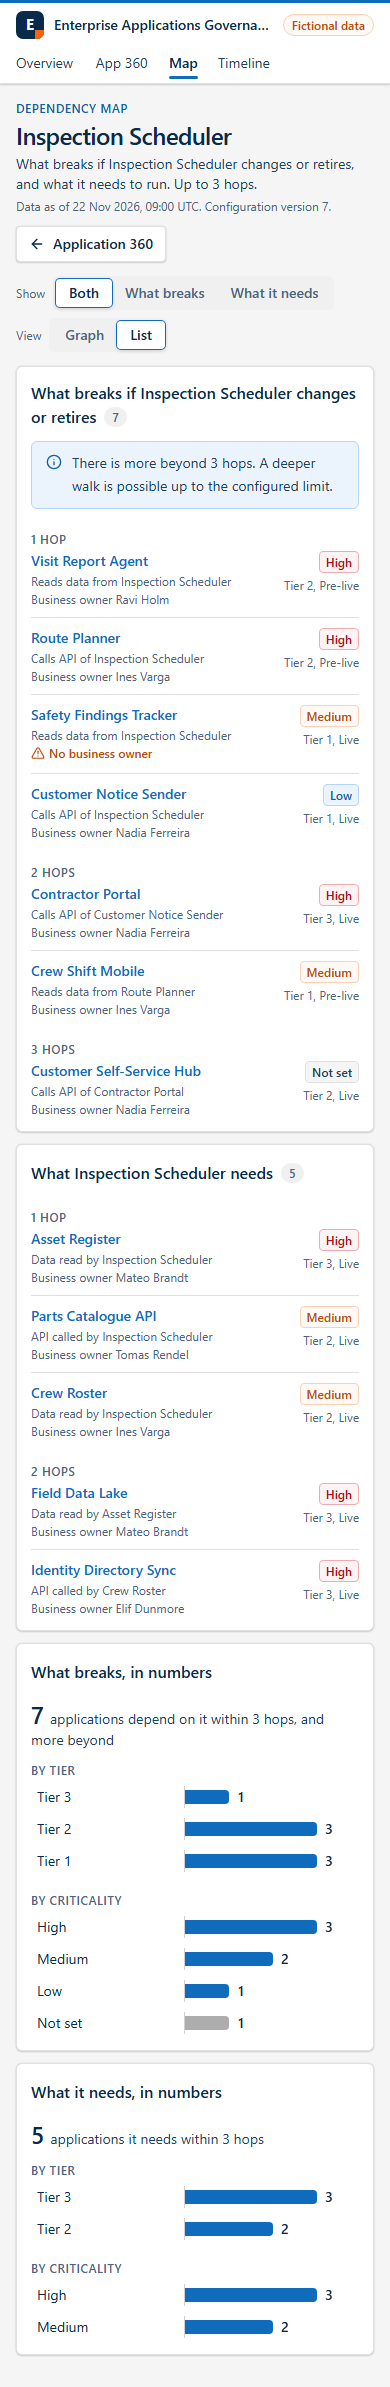 E Enterprise Applications Governa... Fictional data
Overview App 360 Map Timeline
DEPENDENCY MAP
Inspection Scheduler
What breaks if Inspection Scheduler changes or retires,
and what it needs to run. Up to 3 hops.
Data as of 22 Nov 2026, 09:00 UTC. Configuration version 7.
← Application 360
Show Both What breaks What it needs
View Graph List
What breaks if Inspection Scheduler changes
or retires 7
There is more beyond 3 hops. A deeper
walk is possible up to the configured limit.
1 HOP
Visit Report Agent High
Reads data from Inspection Scheduler Tier 2, Pre-live
Business owner Ravi Holm
Route Planner High
Calls API of Inspection Scheduler Tier 2, Pre-live
Business owner Ines Varga
Safety Findings Tracker Medium
Reads data from Inspection Scheduler Tier 1, Live
No business owner
Customer Notice Sender Low
Calls API of Inspection Scheduler Tier 1, Live
Business owner Nadia Ferreira
2 HOPS
Contractor Portal High
Calls API of Customer Notice Sender Tier 3, Live
Business owner Nadia Ferreira
Crew Shift Mobile Medium
Reads data from Route Planner Tier 1, Pre-live
Business owner Ines Varga
3 HOPS
Customer Self-Service Hub Not set
Calls API of Contractor Portal Tier 2, Live
Business owner Nadia Ferreira
What Inspection Scheduler needs 5
1 HOP
Asset Register High
Data read by Inspection Scheduler Tier 3, Live
Business owner Mateo Brandt
Parts Catalogue API Medium
API called by Inspection Scheduler Tier 2, Live
Business owner Tomas Rendel
Crew Roster Medium
Data read by Inspection Scheduler Tier 2, Live
Business owner Ines Varga
2 HOPS
Field Data Lake High
Data read by Asset Register Tier 3, Live
Business owner Mateo Brandt
Identity Directory Sync High
API called by Crew Roster Tier 3, Live
Business owner Elif Dunmore
What breaks, in numbers
7 applications depend on it within 3 hops, and
more beyond
BY TIER
Tier 3 1
Tier 2 3
Tier 1 3
BY CRITICALITY
High 3
Medium 2
Low 1
Not set 1
What it needs, in numbers
5 applications it needs within 3 hops
BY TIER
Tier 3 3
Tier 2 2
BY CRITICALITY
High 3
Medium 2